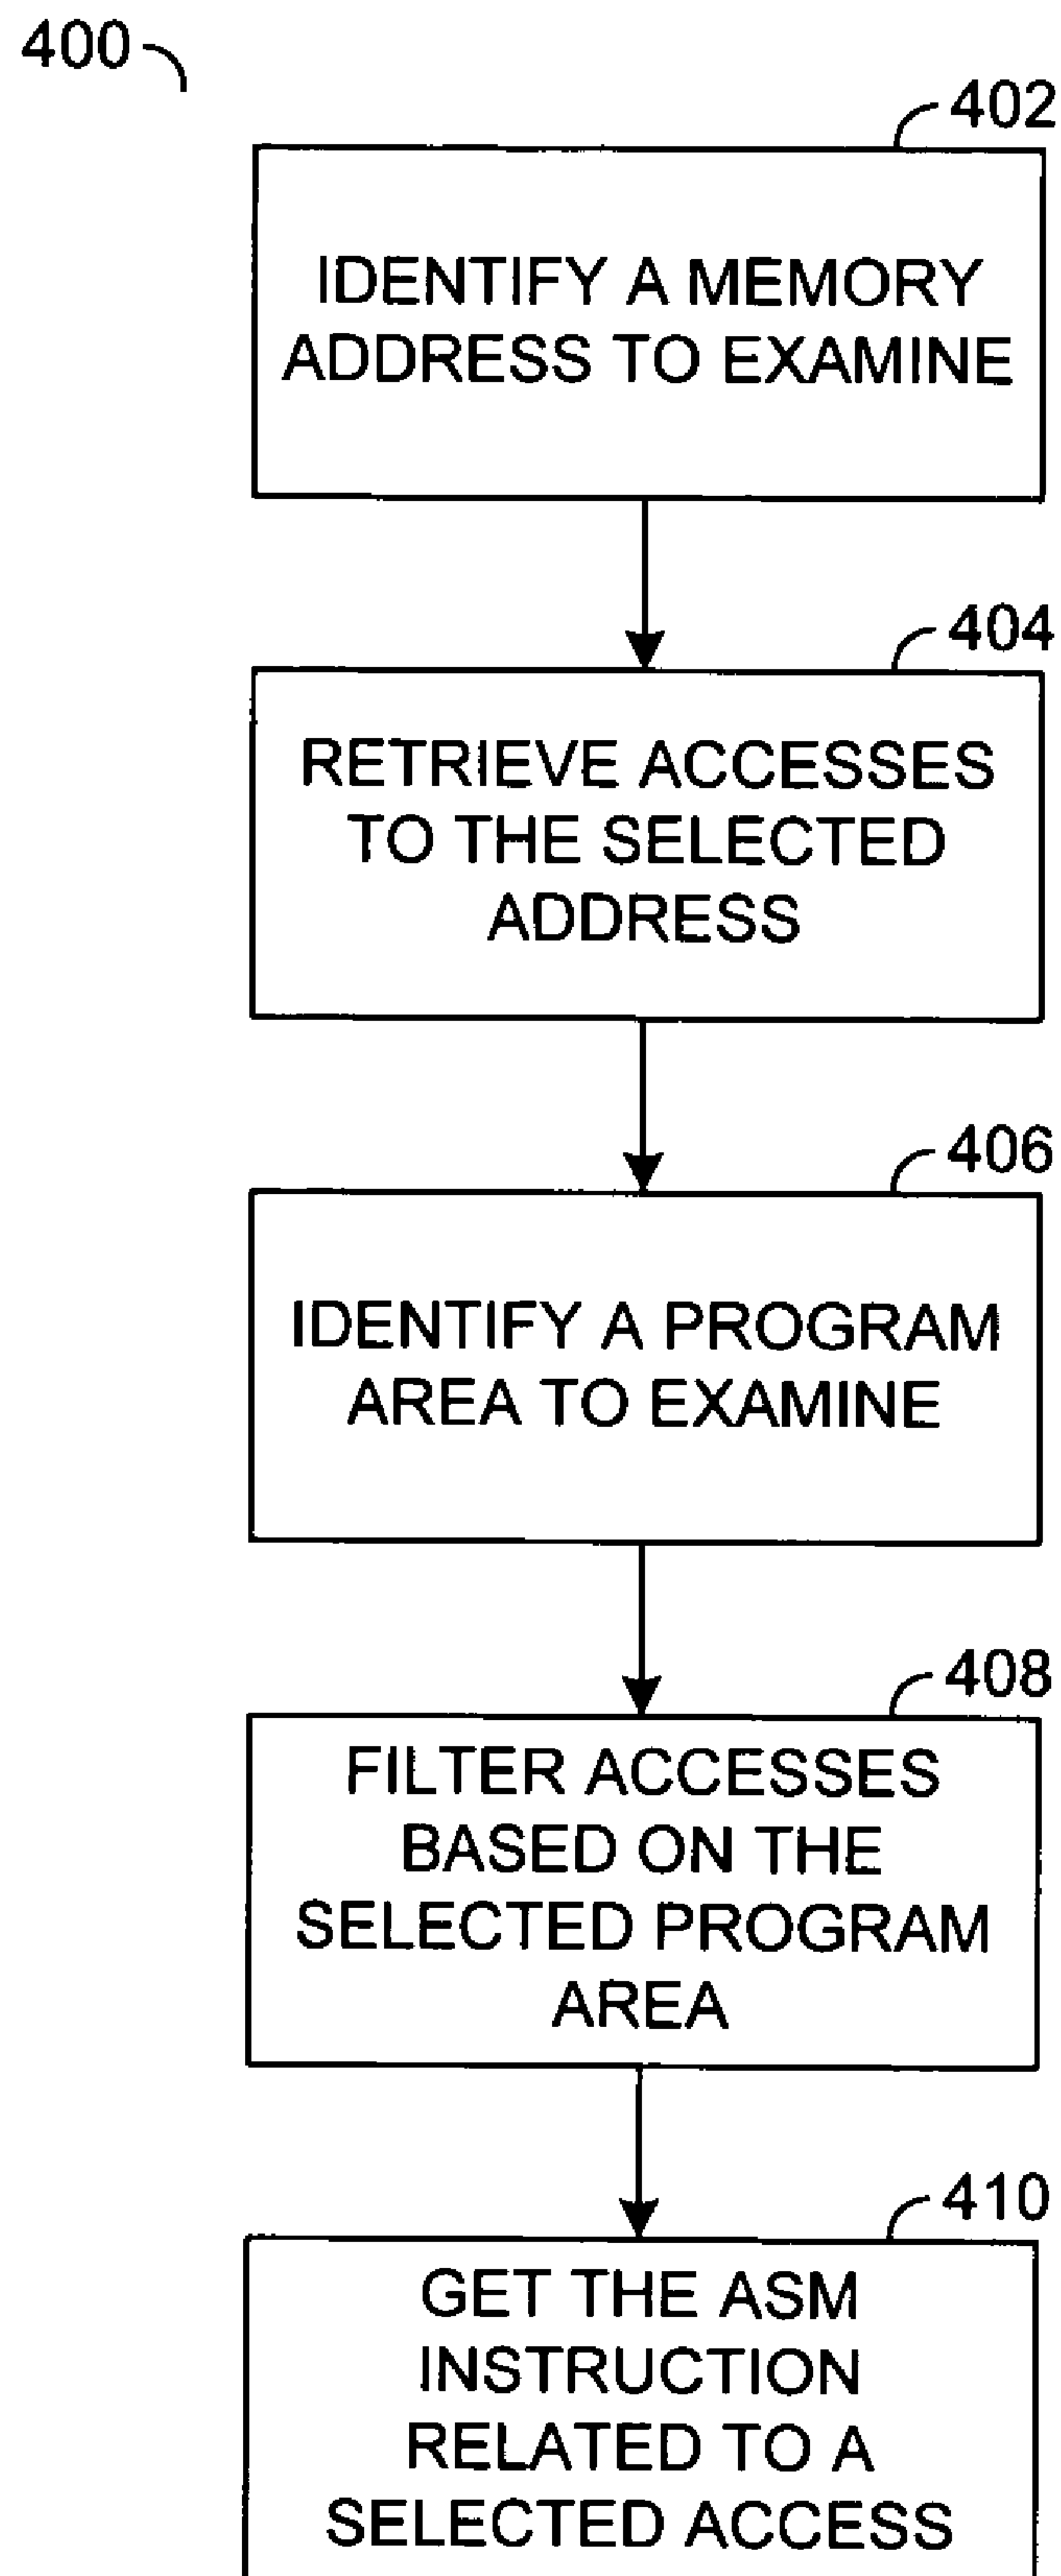 400
402
IDENTIFY A MEMORY
ADDRESS TO EXAMINE
404
RETRIEVE ACCESSES
TO THE SELECTED
ADDRESS
406
IDENTIFY A PROGRAM
AREA TO EXAMINE
408
FILTER ACCESSES
BASED ON THE
SELECTED PROGRAM
AREA
410
GET THE ASM
INSTRUCTION
RELATED TO A
SELECTED ACCESS